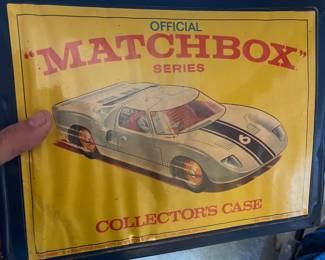 OFFICIAL
"MATCHBOX"
SERIES
6
COLLECTOR'S CASE